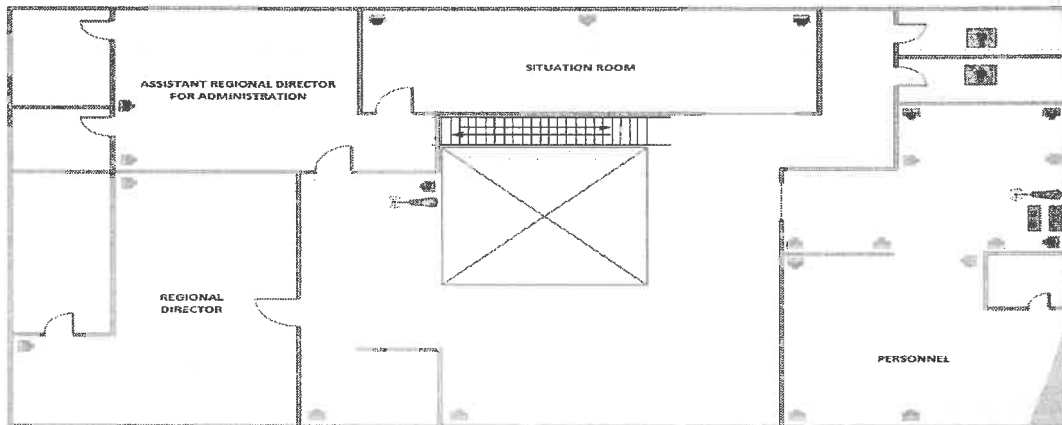 SITUATION ROOM
ASSISTANT REGIONAL DIRECTOR
FOR ADMINISTRATION
REGIONAL
DIRECTOR
PERSONNEL